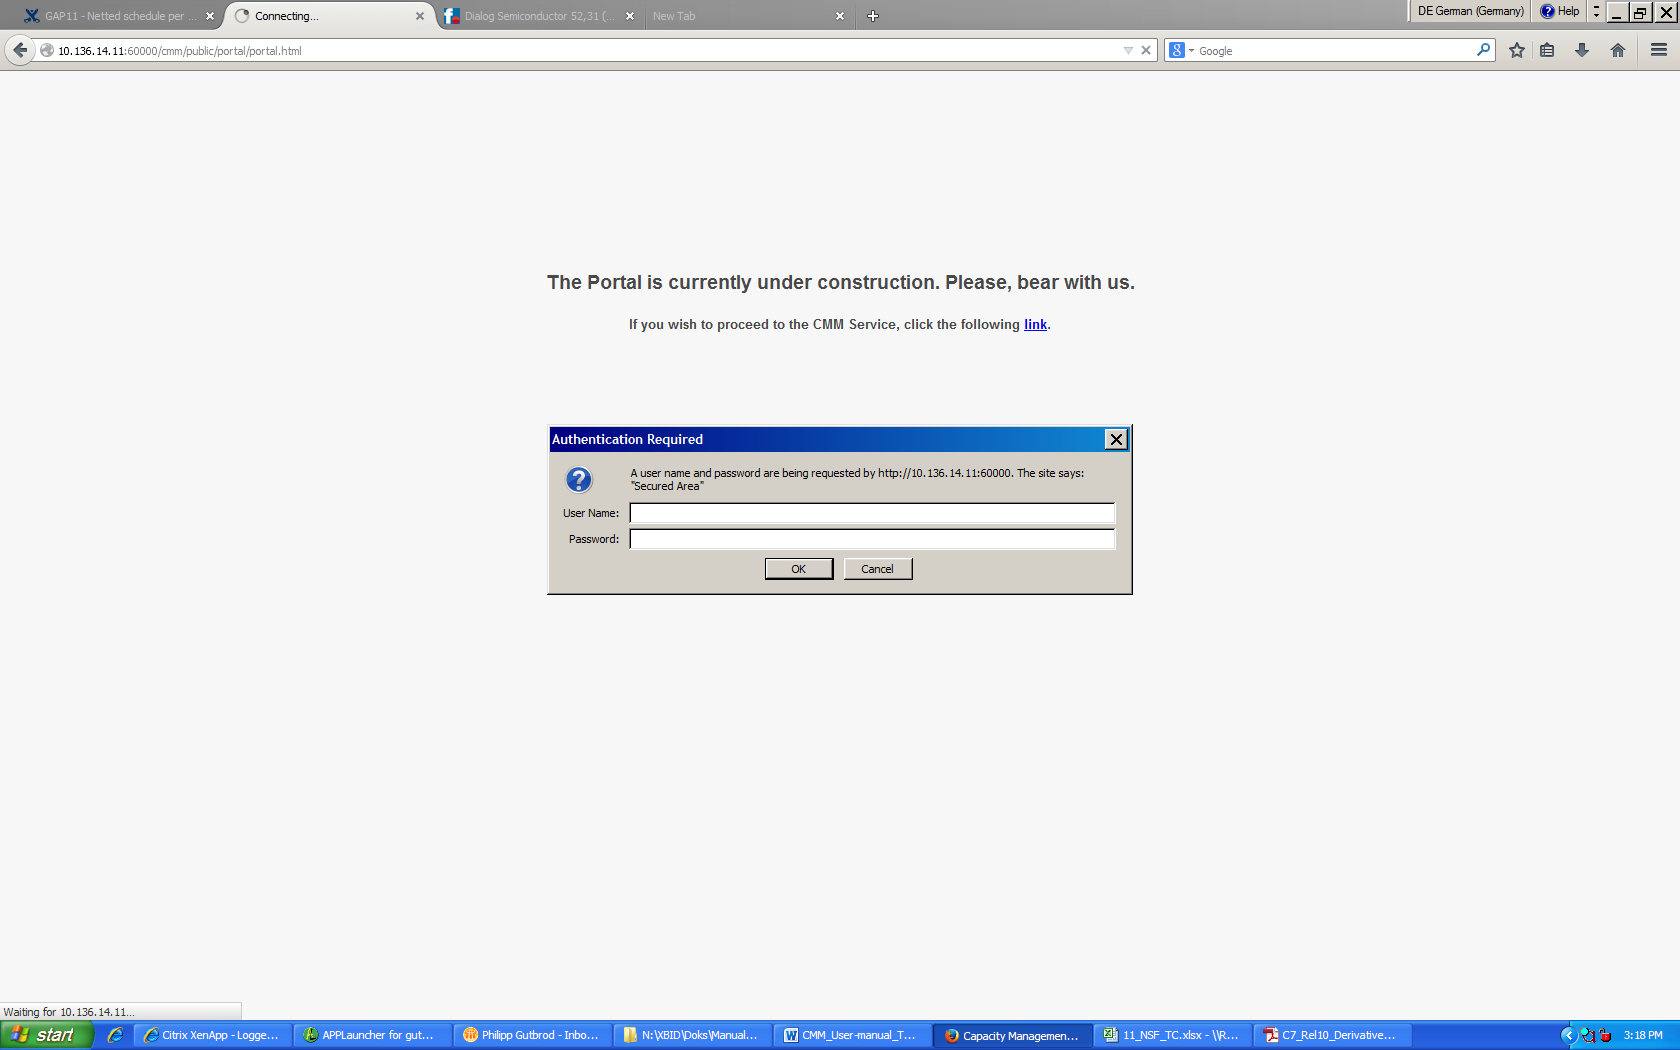 GAP11 - Netted schedule per ...
Connecting...
Dialog Semiconductor 52,31 (...
New Tab
DE German (Germany)
Help
10.136.14.11:60000/cmm/public/portal/portal.html
Google
The Portal is currently under construction. Please, bear with us.
If you wish to proceed to the CMM Service, click the following link.
Authentication Required
A user name and password are being requested by http://10.136.14.11:60000. The site says:
"Secured Area"
User Name:
Password:
OK
Cancel
Waiting for 10.136.14.11...
start
Citrix XenApp - Logge...
APPLauncher for gut...
Philipp Gutbrod - Inbo...
N:\XBID\Doks\Manual...
CMM_User-manual_T...
Capacity Managemen...
11_NSF_TC.xlsx - \\R...
C7_Rel10_Derivative...
3:18 PM